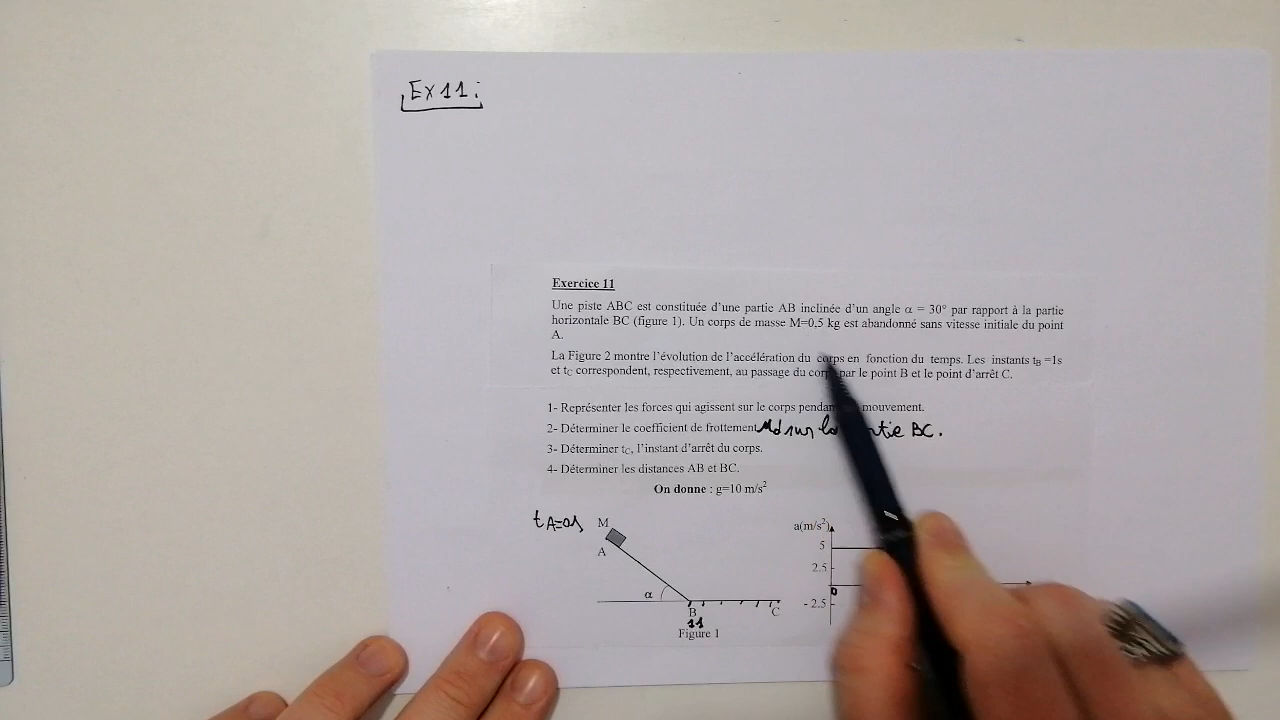 Ex 11 :
Exercice 11
Une piste ABC est constituée d'une partie AB inclinée d'un angle α = 30° par rapport à la partie
horizontale BC (figure 1). Un corps de masse M=0,5 kg est abandonné sans vitesse initiale du point
A.
La Figure 2 montre l'évolution de l'accélération du corps en fonction du temps. Les instants tB =1s
et tC correspondent, respectivement, au passage du corps par le point B et le point d'arrêt C.
1- Représenter les forces qui agissent sur le corps mouvement.
2- Déterminer le coefficient de frottement μd sur BC.
3- Déterminer tC, l'instant d'arrêt du corps.
4- Déterminer les distances AB et BC.
On donne : g=10 m/s²
tA=0s M
A
α
B C
Figure 1
a(m/s²)
5
2.5
0
- 2.5